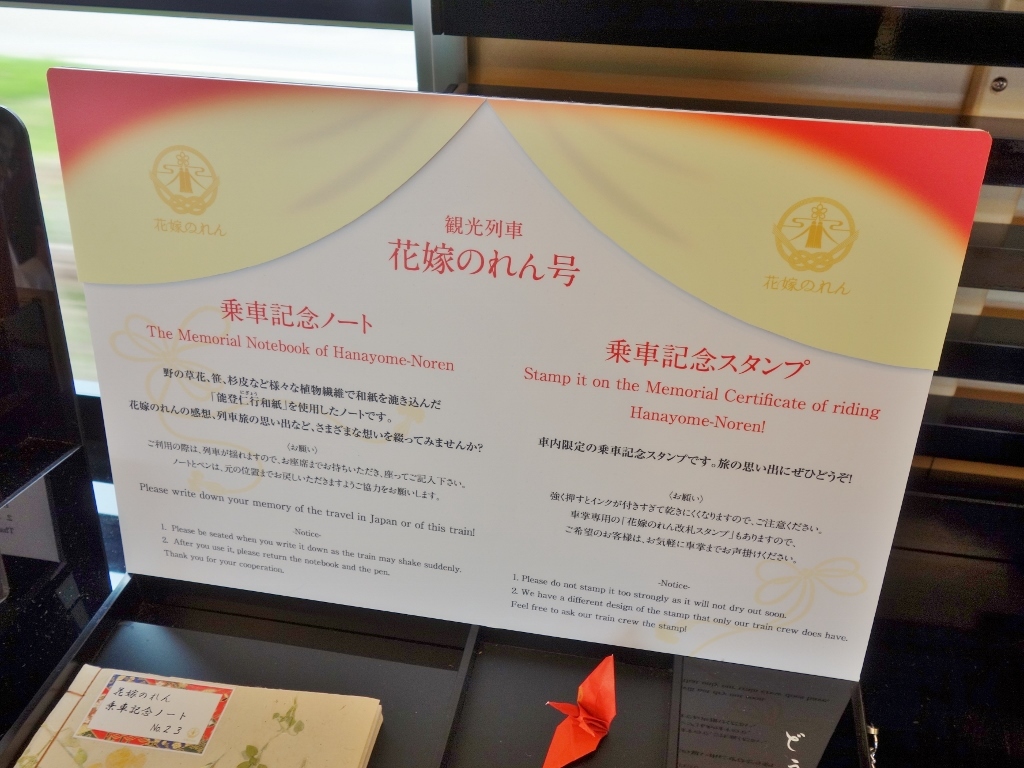 花嫁のれん
花嫁のれん
観光列車
花嫁のれん号
乗車記念ノート
The Memorial Notebook of Hanayome-Noren
野の草花、笹、杉皮など様々な植物繊維で和紙を漉き込んだ
にぎょう
「能登仁行和紙」を使用したノートです。
花嫁のれんの感想、列車旅の思い出など、さまざまな想いを綴ってみませんか?
〈お願い〉
ご利用の際は、列車が揺れますので、お座席までお持ちいただき、座ってご記入下さい。
ノートとペンは、元の位置までお戻しいただきますようご協力をお願いします。
Please write down your memory of the travel in Japan or of this train!
-Notice-
1. Please be seated when you write it down as the train may shake suddenly.
2. After you use it, please return the notebook and the pen.
Thank you for your cooperation.
乗車記念スタンプ
Stamp it on the Memorial Certificate of riding
Hanayome-Noren!
車内限定の乗車記念スタンプです。旅の思い出にぜひどうぞ!
〈お願い〉
強く押すとインクが付きすぎて乾きにくくなりますので、ご注意ください。
車掌専用の「花嫁のれん改札スタンプ」もありますので、
ご希望のお客様は、お気軽に車掌までお声掛けください。
-Notice-
1. Please do not stamp it too strongly as it will not dry out soon.
2. We have a different design of the stamp that only our train crew does have.
Feel free to ask our train crew the stamp!
花嫁のれん
乗車記念ノート
No.23
ど